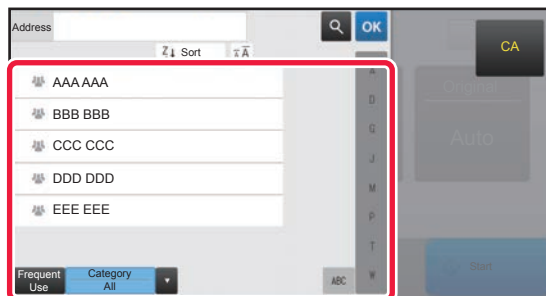 Address
OK
CA
Z↓ Sort
A
AAA AAA
BBB BBB
CCC CCC
DDD DDD
EEE EEE
A
D
G
J
M
P
T
W
Original
Auto
Frequent
Use
Category
All
▼
ABC
Start